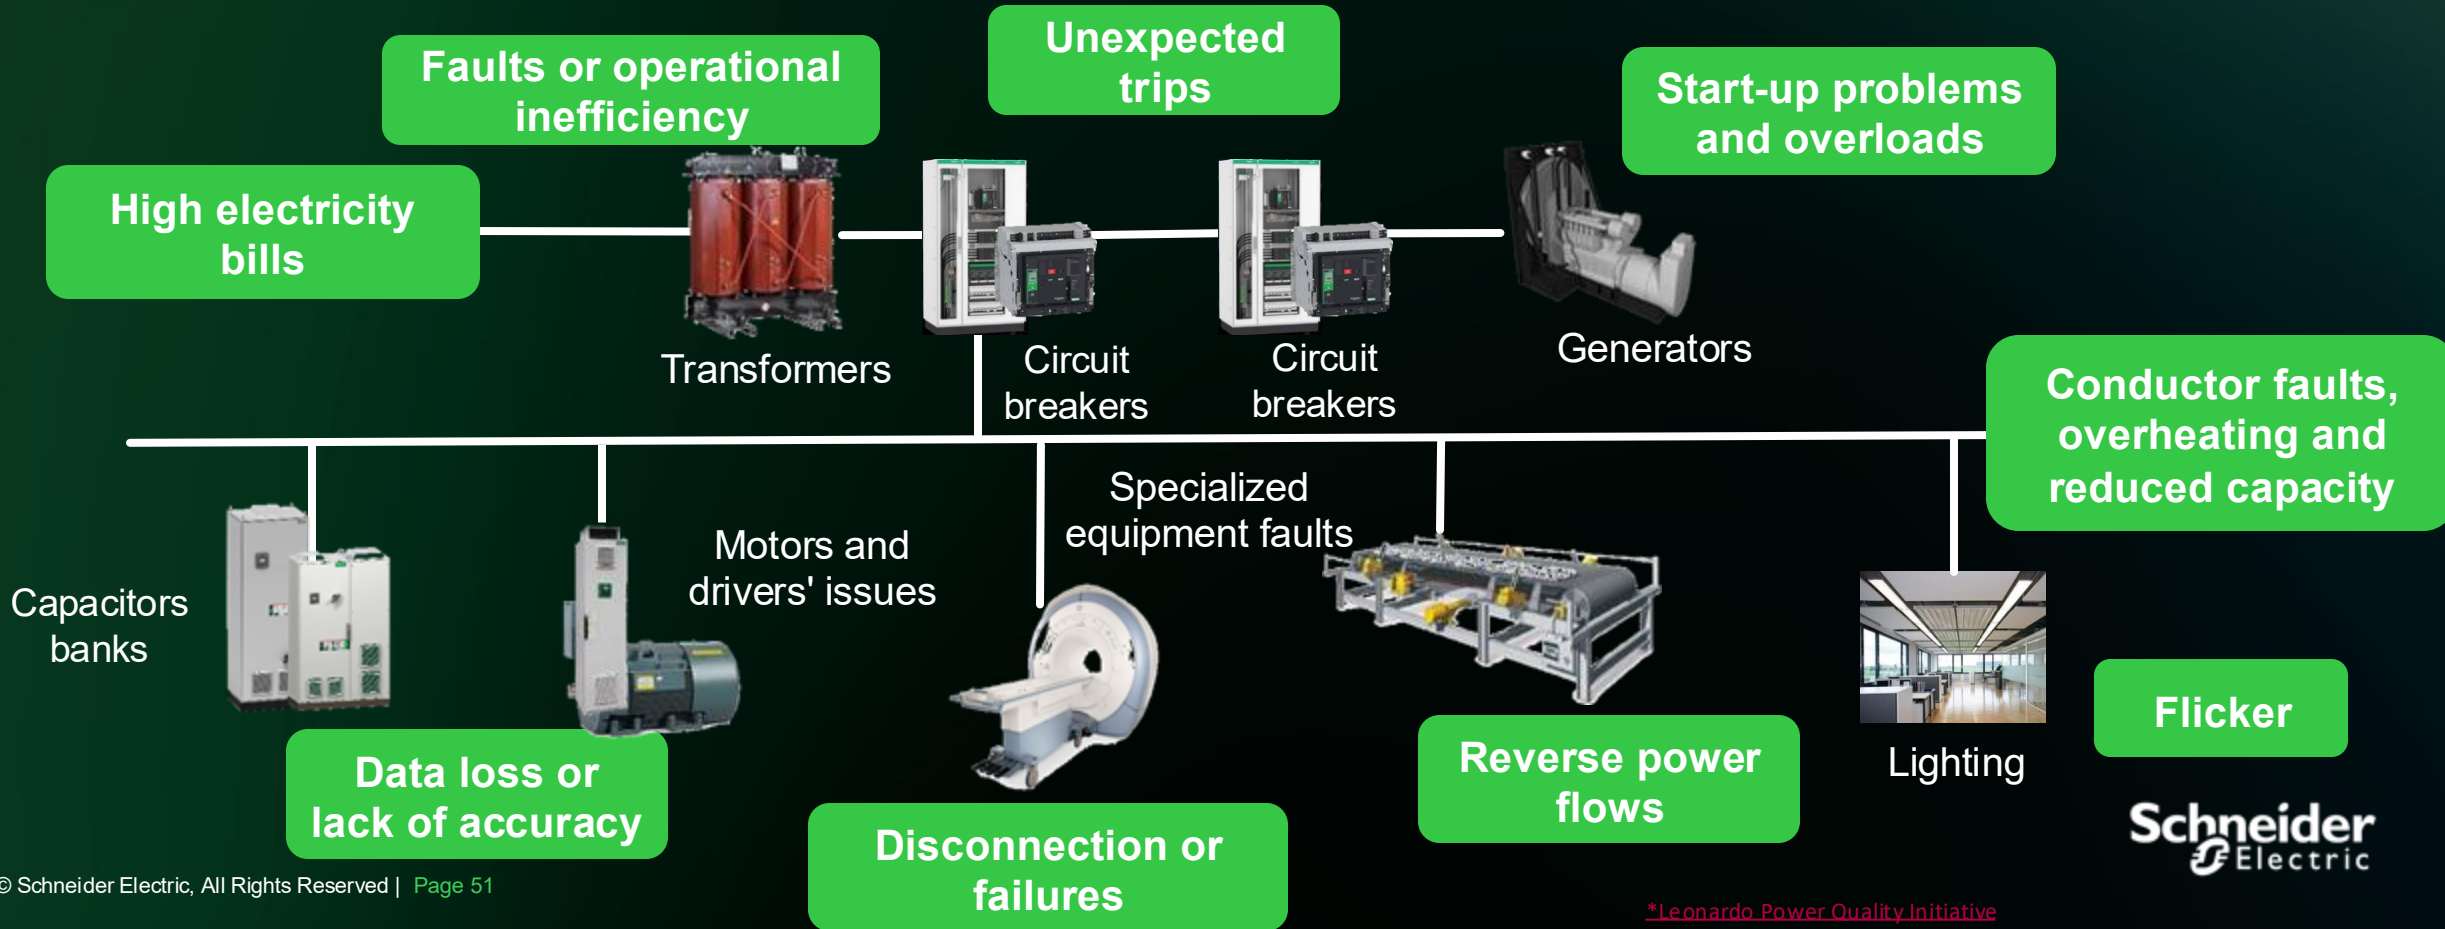 Unexpected
trips
Faults or operational
inefficiency
Start-up problems
and overloads
High electricity
bills
Transformers
Circuit
breakers
Circuit
breakers
Generators
Conductor faults,
overheating and
reduced capacity
Capacitors
banks
Motors and
drivers' issues
Specialized
equipment faults
Lighting
Flicker
Data loss or
lack of accuracy
Disconnection or
failures
Reverse power
flows
Schneider
Electric
© Schneider Electric, All Rights Reserved | Page 51
*Leonardo Power Quality Initiative